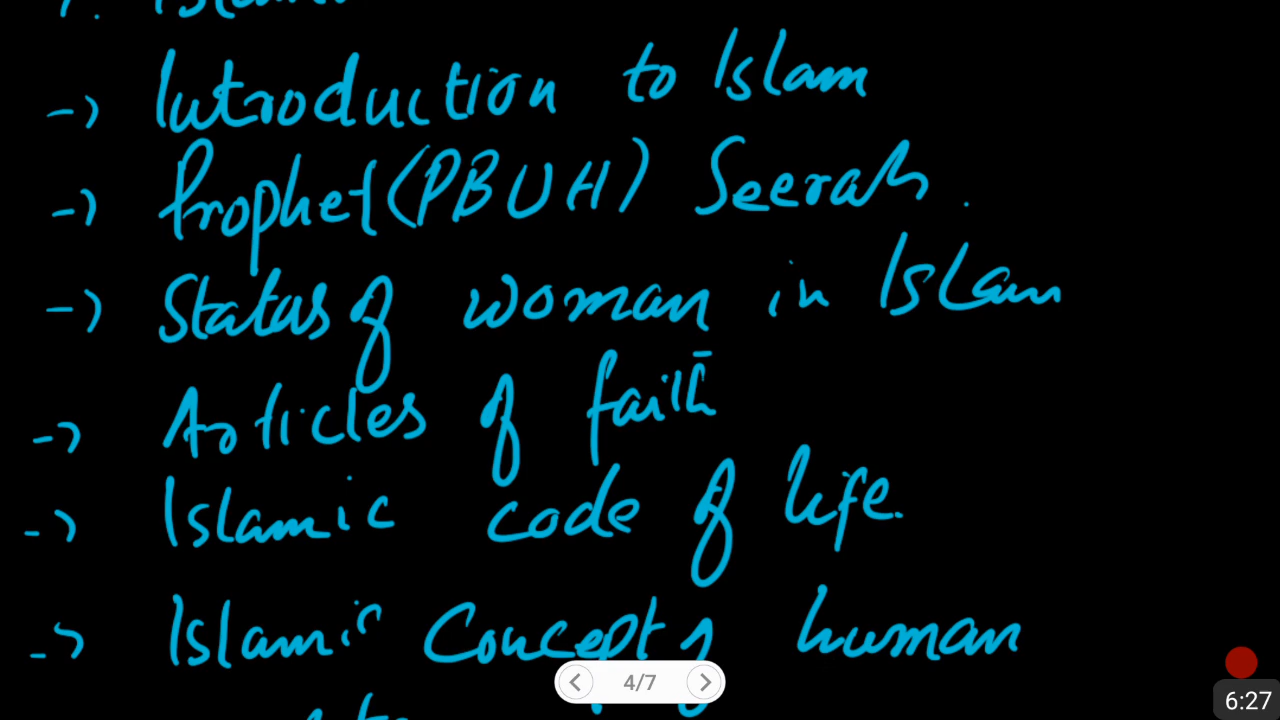 -> Introduction to Islam
-> Prophet (PBUH) Seerah.
-> Status of woman in Islam
-> Articles of faith
-> Islamic code of life.
-> Islamic Concept of human
4/7
6:27